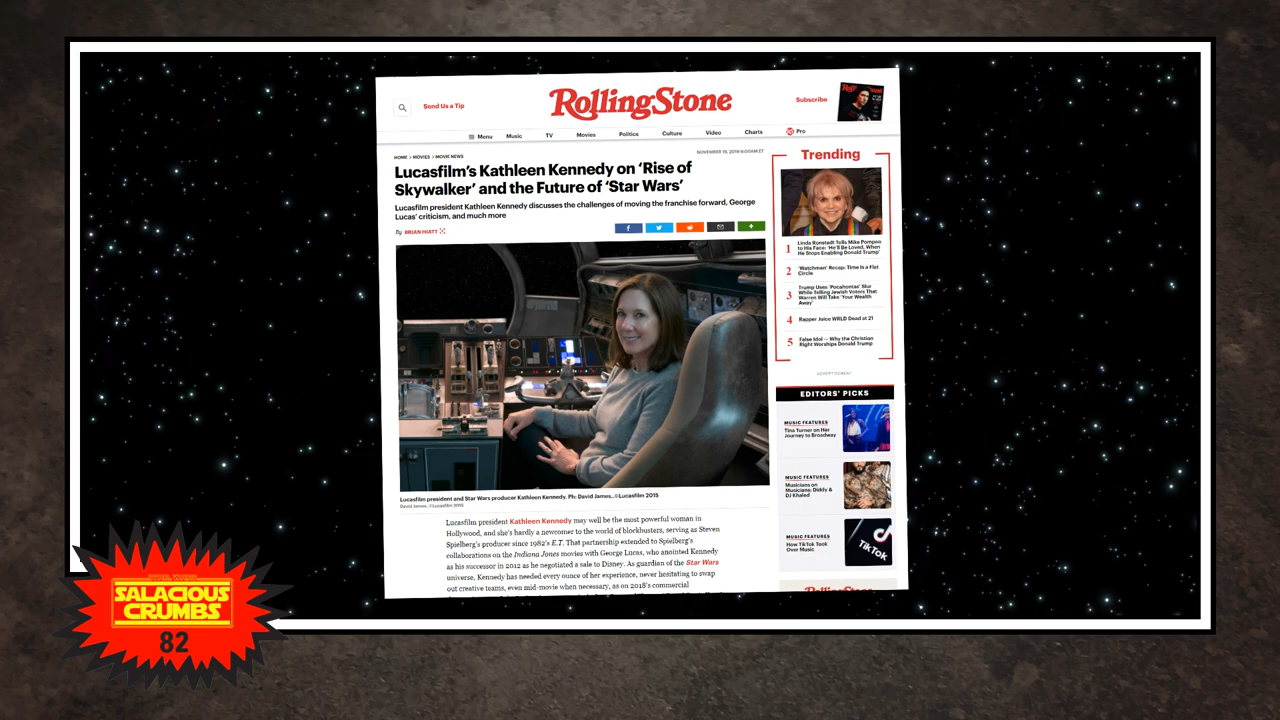 Send Us a Tip
RollingStone
Subscribe
Menu Music TV Movies Politics Culture Video Charts Pro
HOME > MOVIES > MOVIE NEWS
NOVEMBER 19, 2019 9:00AM ET
Lucasfilm's Kathleen Kennedy on 'Rise of
Skywalker' and the Future of 'Star Wars'
Lucasfilm president Kathleen Kennedy discusses the challenges of moving the franchise forward, George
Lucas' criticism, and much more
By BRIAN HIATT
Lucasfilm president and Star Wars producer Kathleen Kennedy. Ph: David James..©Lucasfilm 2015
David James, ©Lucasfilm 2015
Lucasfilm president Kathleen Kennedy may well be the most powerful woman in
Hollywood, and she's hardly a newcomer to the world of blockbusters, serving as Steven
Spielberg's producer since 1982's E.T. That partnership extended to Spielberg's
collaborations on the Indiana Jones movies with George Lucas, who anointed Kennedy
as his successor in 2012 as he negotiated a sale to Disney. As guardian of the Star Wars
universe, Kennedy has needed every ounce of her experience, never hesitating to swap
out creative teams, even mid-movie when necessary, as on 2018's commercial
Trending
1 Linda Ronstadt Tells Mike Pompeo
to His Face: 'He'll Be Loved, When
He Stops Enabling Donald Trump'
2 'Watchman' Recap: Time Is a Flat
Circle
3 Trump Uses 'Pocahontas' Slur
While Telling Jewish Voters That
Warren Will Take 'Your Wealth
Away'
4 Rapper Juice WRLD Dead at 21
5 False Idol — Why the Christian
Right Worships Donald Trump
ADVERTISEMENT
EDITORS' PICKS
MUSIC FEATURES
Tina Turner on Her
Journey to Broadway
MUSIC FEATURES
Musicians on
Musicians: Diddy &
DJ Khaled
MUSIC FEATURES
How TikTok Took
Over Music
TikTok
RollingStone
STAR WARS
SALACIOUS
CRUMBS
82